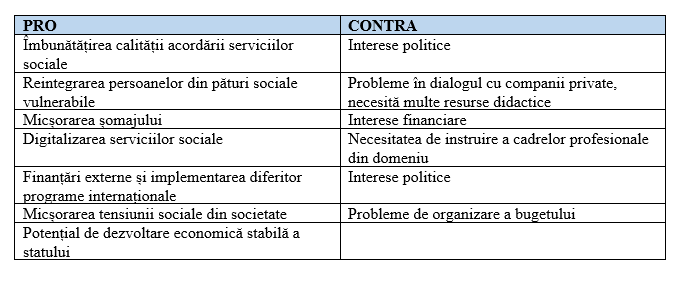 PRO CONTRA
Îmbunătățirea calității acordării serviciilor Interese politice
sociale
Reintegrarea persoanelor din pături sociale Probleme în dialogul cu companii private,
vulnerabile necesită multe resurse didactice
Micșorarea șomajului Interese financiare
Digitalizarea serviciilor sociale Necesitatea de instruire a cadrelor profesionale
din domeniu
Finanțări externe și implementarea diferitor Interese politice
programe internaționale
Micșorarea tensiunii sociale din societate Probleme de organizare a bugetului
Potențial de dezvoltare economică stabilă a
statului